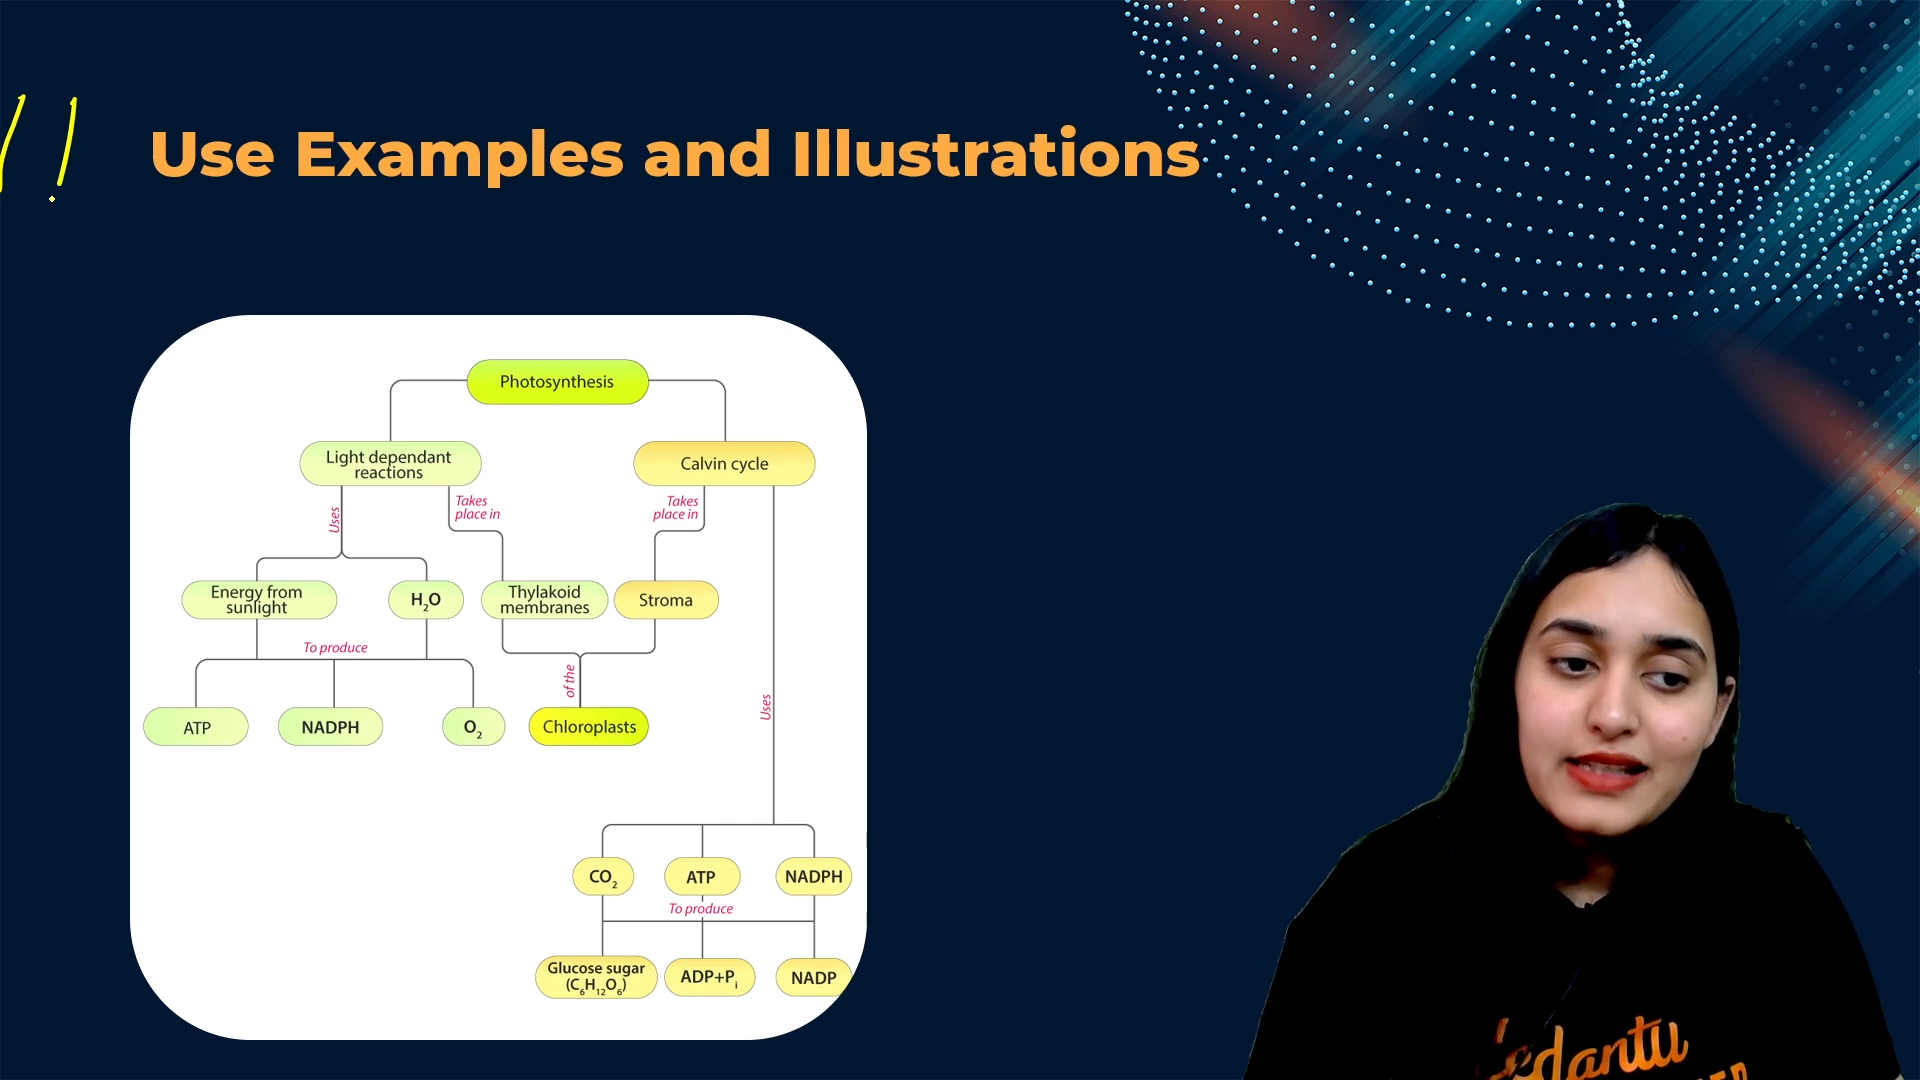 Use Examples and Illustrations
Photosynthesis
Light dependant
reactions
Calvin cycle
Uses
Takes
place in
Takes
place in
Energy from
sunlight
H₂O
Thylakoid
membranes
Stroma
To produce
of the
Uses
ATP
NADPH
O₂
Chloroplasts
CO₂
ATP
NADPH
To produce
Glucose sugar
(C₆H₁₂O₆)
ADP+Pᵢ
NADP
Vedantu